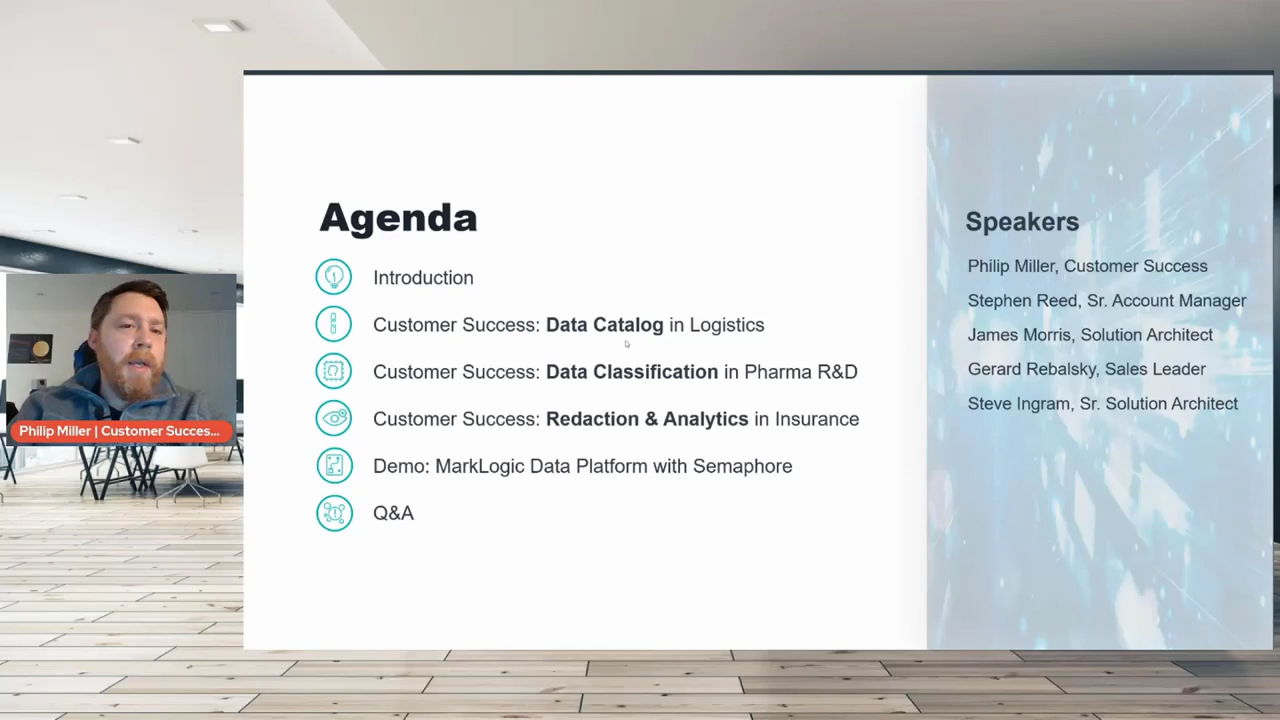 Agenda
Introduction
Customer Success: Data Catalog in Logistics
Customer Success: Data Classification in Pharma R&D
Customer Success: Redaction & Analytics in Insurance
Demo: MarkLogic Data Platform with Semaphore
Q&A
Speakers
Philip Miller, Customer Success
Stephen Reed, Sr. Account Manager
James Morris, Solution Architect
Gerard Rebalsky, Sales Leader
Steve Ingram, Sr. Solution Architect
Philip Miller | Customer Succes...